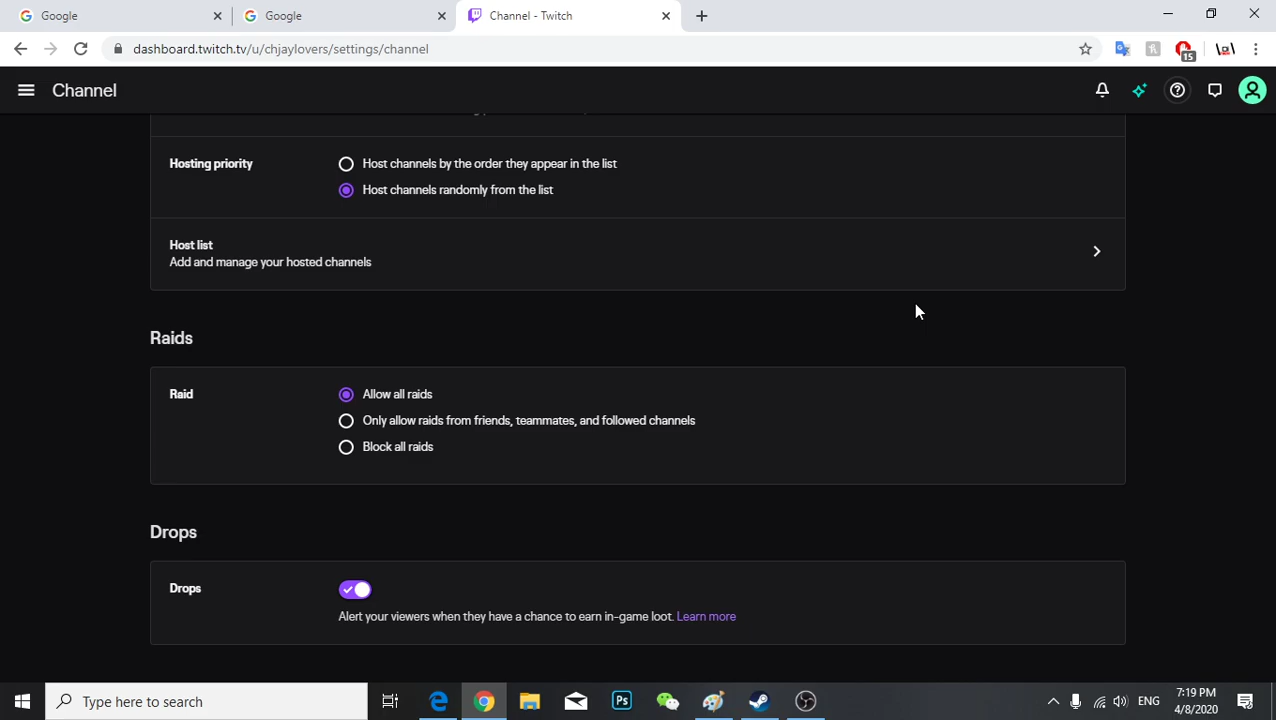 Google
Google
Channel - Twitch
dashboard.twitch.tv/u/chjaylovers/settings/channel
15
Channel
Hosting priority
Host channels by the order they appear in the list
Host channels randomly from the list
Host list
Add and manage your hosted channels
Raids
Raid
Allow all raids
Only allow raids from friends, teammates, and followed channels
Block all raids
Drops
Drops
Alert your viewers when they have a chance to earn in-game loot. Learn more
Type here to search
Ps
ENG
7:19 PM
4/8/2020